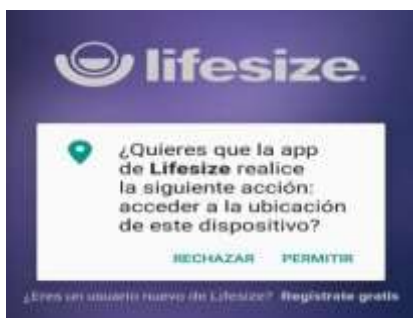 lifesize
¿Quieres que la app
de Lifesize realice
la siguiente acción:
acceder a la ubicación
de este dispositivo?
RECHAZAR PERMITIR
¿Eres un usuario nuevo de Lifesize? Regístrate gratis